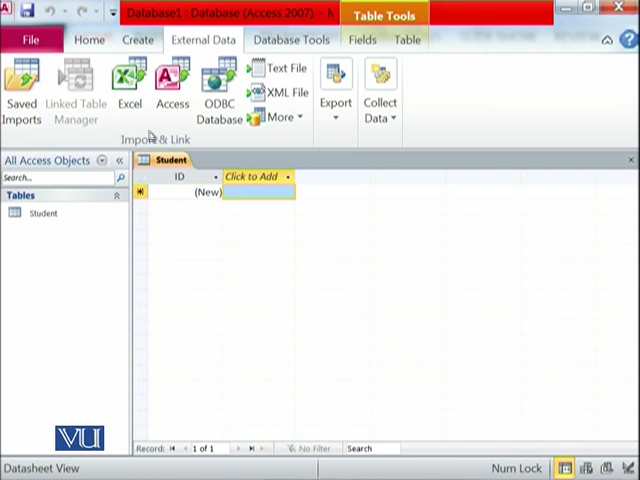 Database1 : Database (Access 2007) - M
Table Tools
File
Home
Create
External Data
Database Tools
Fields
Table
Saved Imports
Linked Table Manager
Excel
Access
ODBC Database
Text File
XML File
More
Export
Collect Data
Import & Link
All Access Objects
Student
Search...
ID
Click to Add
Tables
(New)
Student
VU
Record:
1 of 1
No Filter
Search
Datasheet View
Num Lock